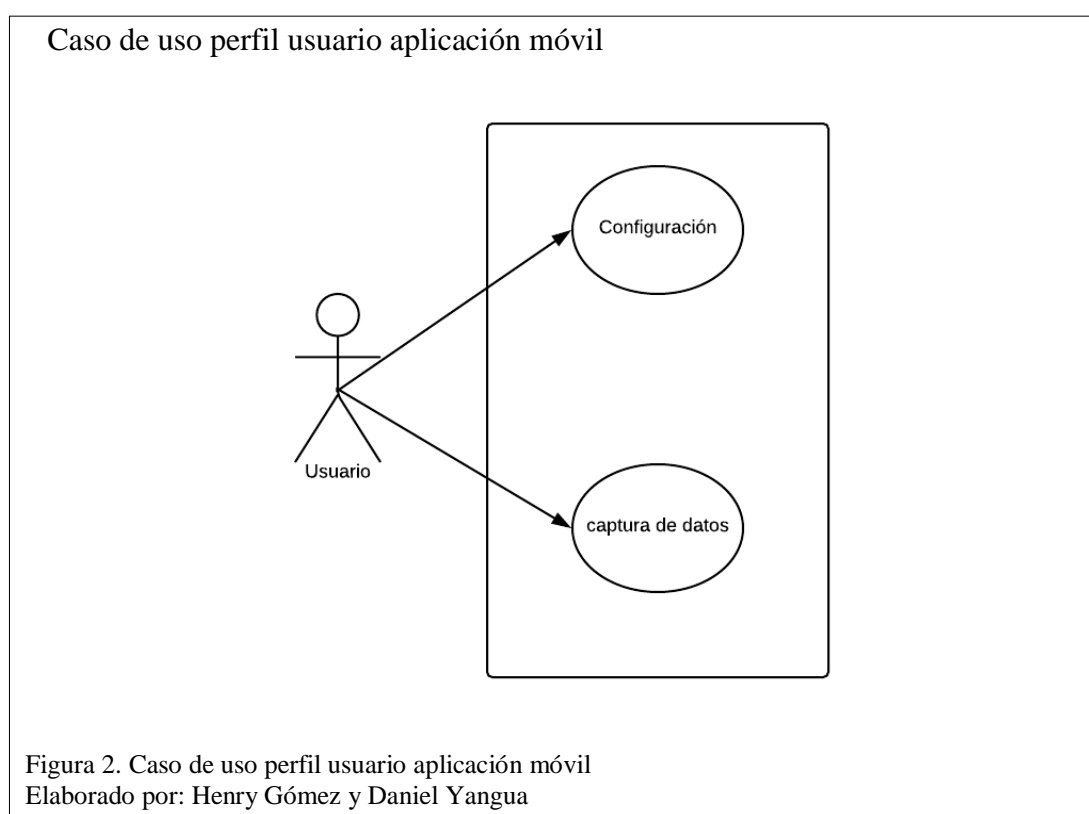 Caso de uso perfil usuario aplicación móvil
Configuración
Usuario
captura de datos
Figura 2. Caso de uso perfil usuario aplicación móvil
Elaborado por: Henry Gómez y Daniel Yangua